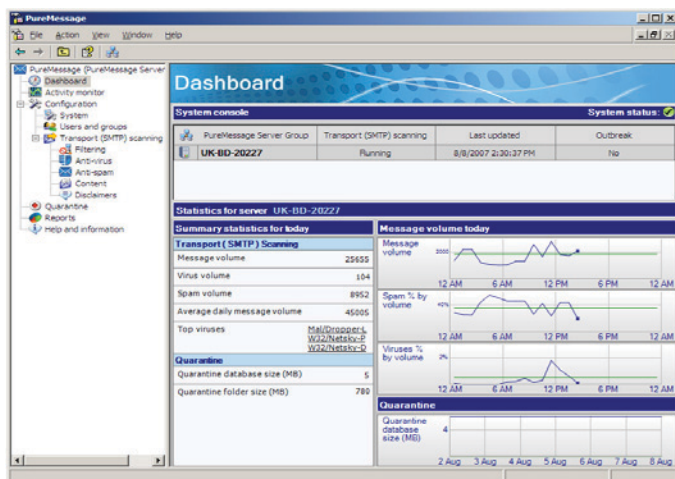 PureMessage
File Action View Window Help
PureMessage (PureMessage Server
Dashboard
Activity monitor
Configuration
System
Users and groups
Transport (SMTP) scanning
Filtering
Anti-virus
Anti-spam
Content
Disclaimers
Quarantine
Reports
Help and information
Dashboard
System console System status:
PureMessage Server Group Transport (SMTP) scanning Last updated Outbreak
UK-BD-20227 Running 8/8/2007 2:30:37 PM No
Statistics for server UK-BD-20227
Summary statistics for today
Transport ( SMTP ) Scanning
Message volume 25655
Virus volume 104
Spam volume 8952
Average daily message volume 45005
Top viruses Mal/Dropper-L
W32/Netsky-P
W32/Netsky-D
Quarantine
Quarantine database size (MB) 5
Quarantine folder size (MB) 780
Message volume today
Message
volume
2000
12 AM 6 AM 12 PM 6 PM 12 AM
Spam % by
volume
40%
12 AM 6 AM 12 PM 6 PM 12 AM
Viruses %
by volume
2%
12 AM 6 AM 12 PM 6 PM 12 AM
Quarantine
Quarantine
database
size (MB)
4
2 Aug 3 Aug 4 Aug 5 Aug 6 Aug 7 Aug 8 Aug